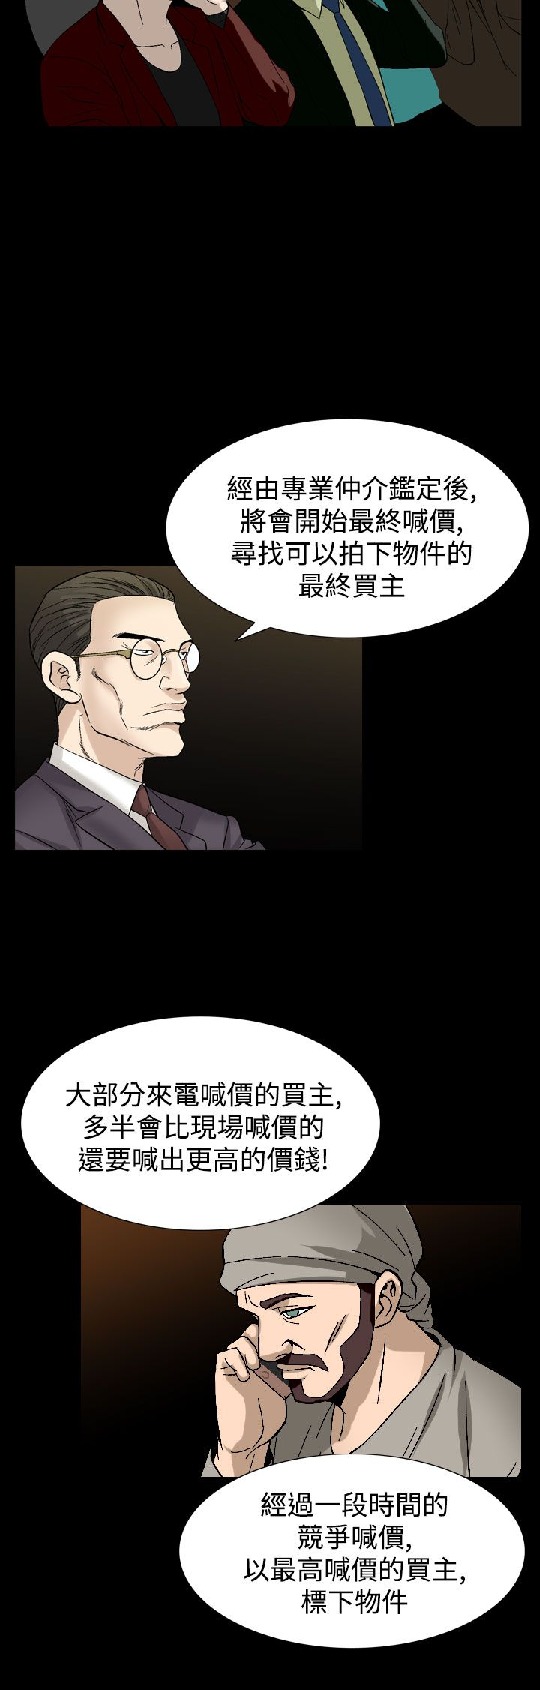 經由專業仲介鑑定後,
將會開始最終喊價,
尋找可以拍下物件的
最終買主
大部分來電喊價的買主,
多半會比現場喊價的
還要喊出更高的價錢!
經過一段時間的
競爭喊價,
以最高喊價的買主,
標下物件